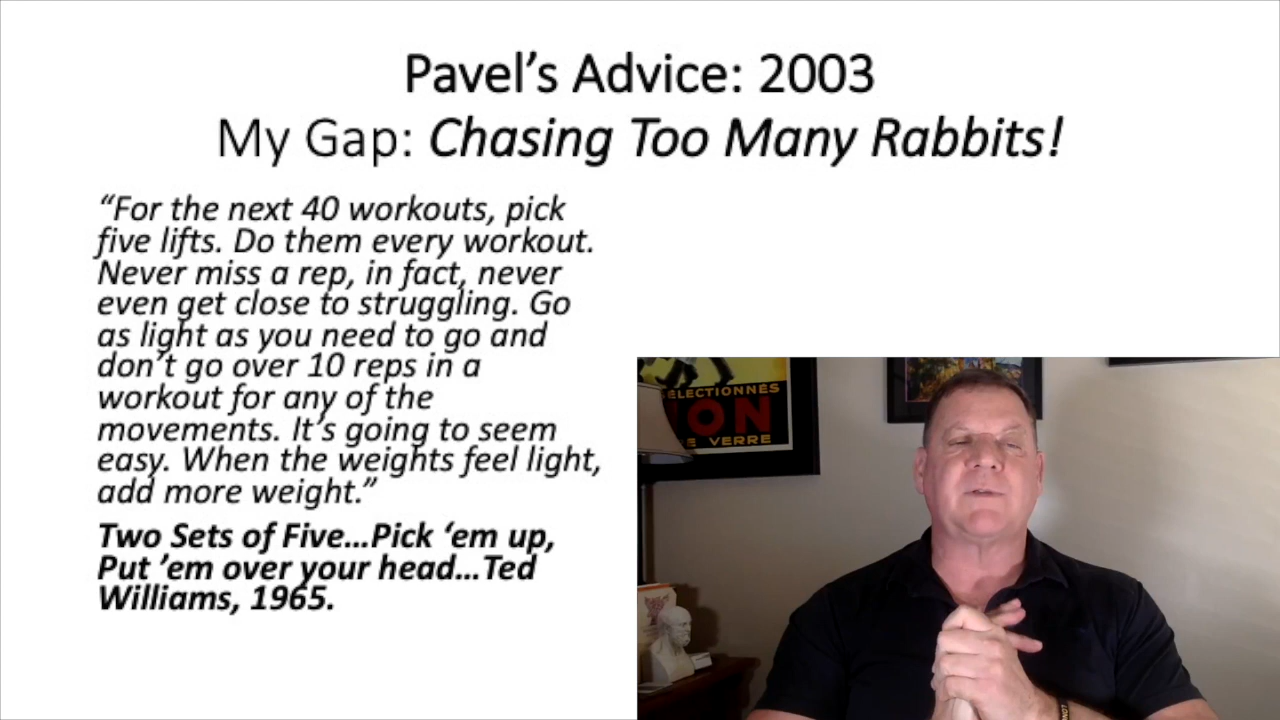 Pavel’s Advice: 2003
My Gap: Chasing Too Many Rabbits!
“For the next 40 workouts, pick
five lifts. Do them every workout.
Never miss a rep, in fact, never
even get close to struggling. Go
as light as you need to go and
don’t go over 10 reps in a
workout for any of the
movements. It’s going to seem
easy. When the weights feel light,
add more weight.”
Two Sets of Five…Pick ‘em up,
Put ’em over your head…Ted
Williams, 1965.
ELECTIONNÉS
ON
E VERRE